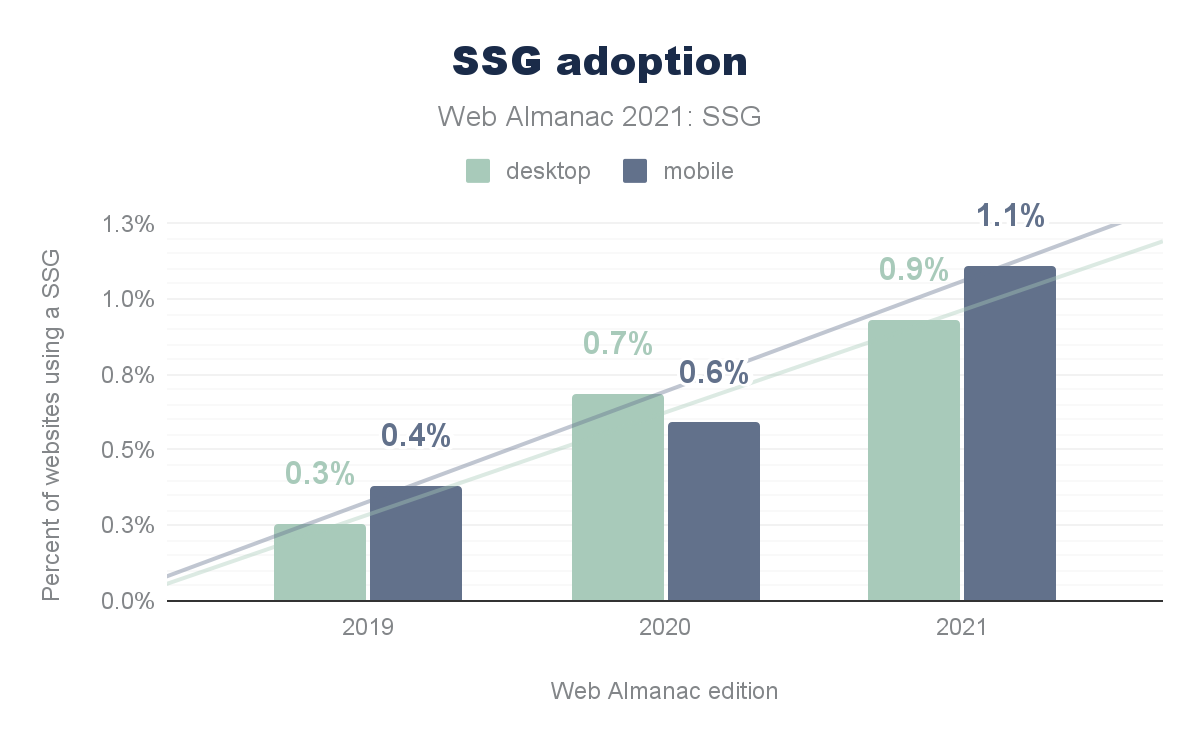 SSG adoption
Web Almanac 2021: SSG
desktop
mobile
Percent of websites using a SSG
1.3%
1.0%
0.8%
0.5%
0.3%
0.0%
0.3%
0.4%
0.7%
0.6%
0.9%
1.1%
2019
2020
2021
Web Almanac edition